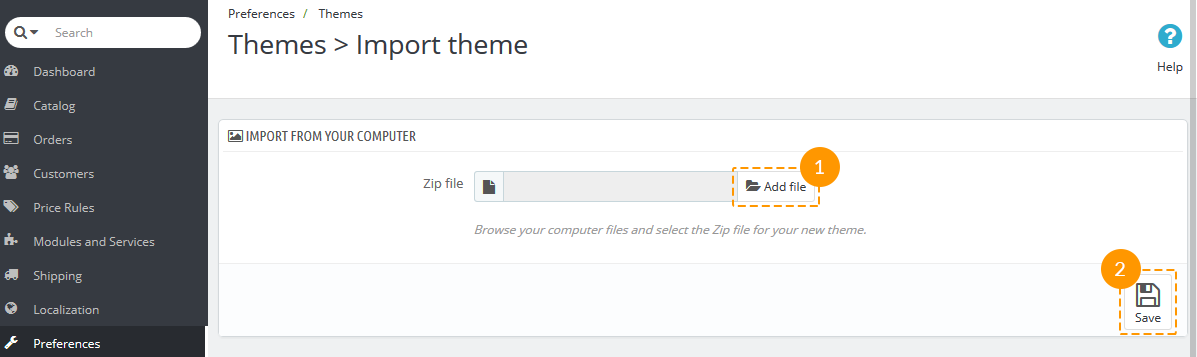 Search
Dashboard
Catalog
Orders
Customers
Price Rules
Modules and Services
Shipping
Localization
Preferences
Preferences / Themes
Themes > Import theme
Help
IMPORT FROM YOUR COMPUTER
Zip file
Add file
1
Browse your computer files and select the Zip file for your new theme.
2
Save